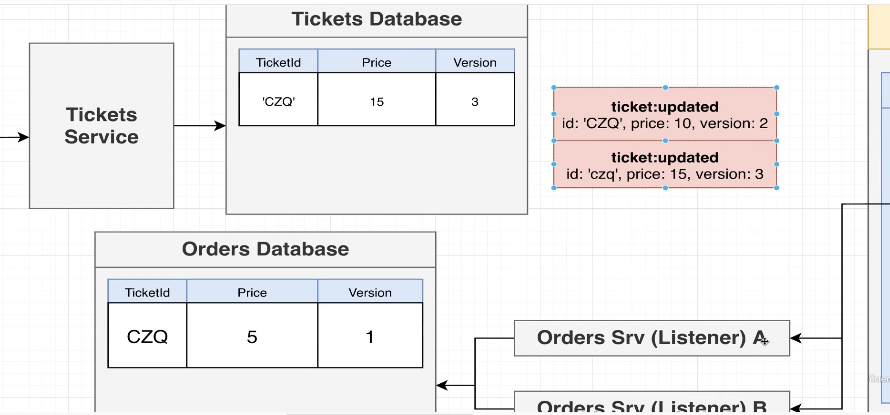 Tickets Database
TicketId Price Version
'CZQ' 15 3
Tickets
Service
ticket:updated
id: 'CZQ', price: 10, version: 2
ticket:updated
id: 'czq', price: 15, version: 3
Orders Database
TicketId Price Version
CZQ 5 1
Orders Srv (Listener) A
Orders Srv (Listener) B